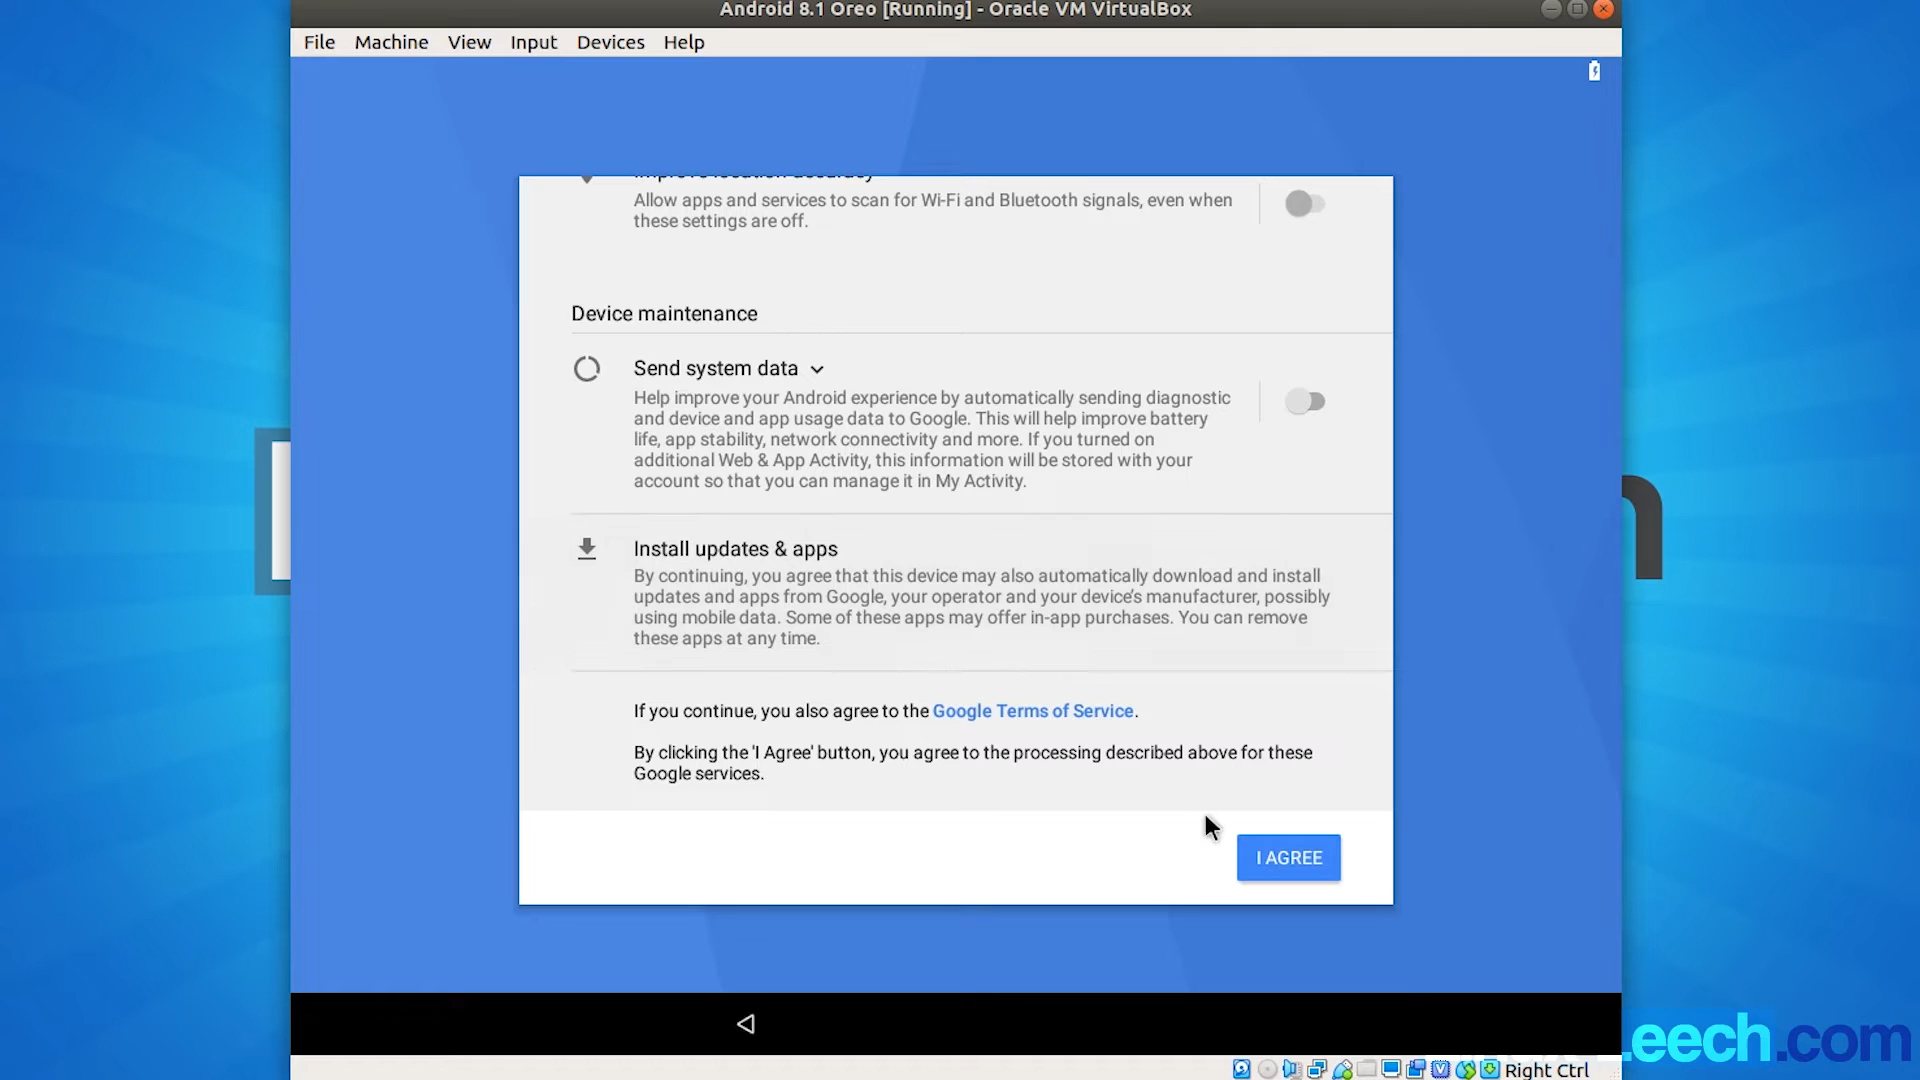 Android 8.1 Oreo [Running] - Oracle VM VirtualBox
File Machine View Input Devices Help
Improve location accuracy
Allow apps and services to scan for Wi-Fi and Bluetooth signals, even when
these settings are off.
Device maintenance
Send system data
Help improve your Android experience by automatically sending diagnostic
and device and app usage data to Google. This will help improve battery
life, app stability, network connectivity and more. If you turned on
additional Web & App Activity, this information will be stored with your
account so that you can manage it in My Activity.
Install updates & apps
By continuing, you agree that this device may also automatically download and install
updates and apps from Google, your operator and your device's manufacturer, possibly
using mobile data. Some of these apps may offer in-app purchases. You can remove
these apps at any time.
If you continue, you also agree to the Google Terms of Service.
By clicking the 'I Agree' button, you agree to the processing described above for these
Google services.
I AGREE
n
eech.com
Right Ctrl